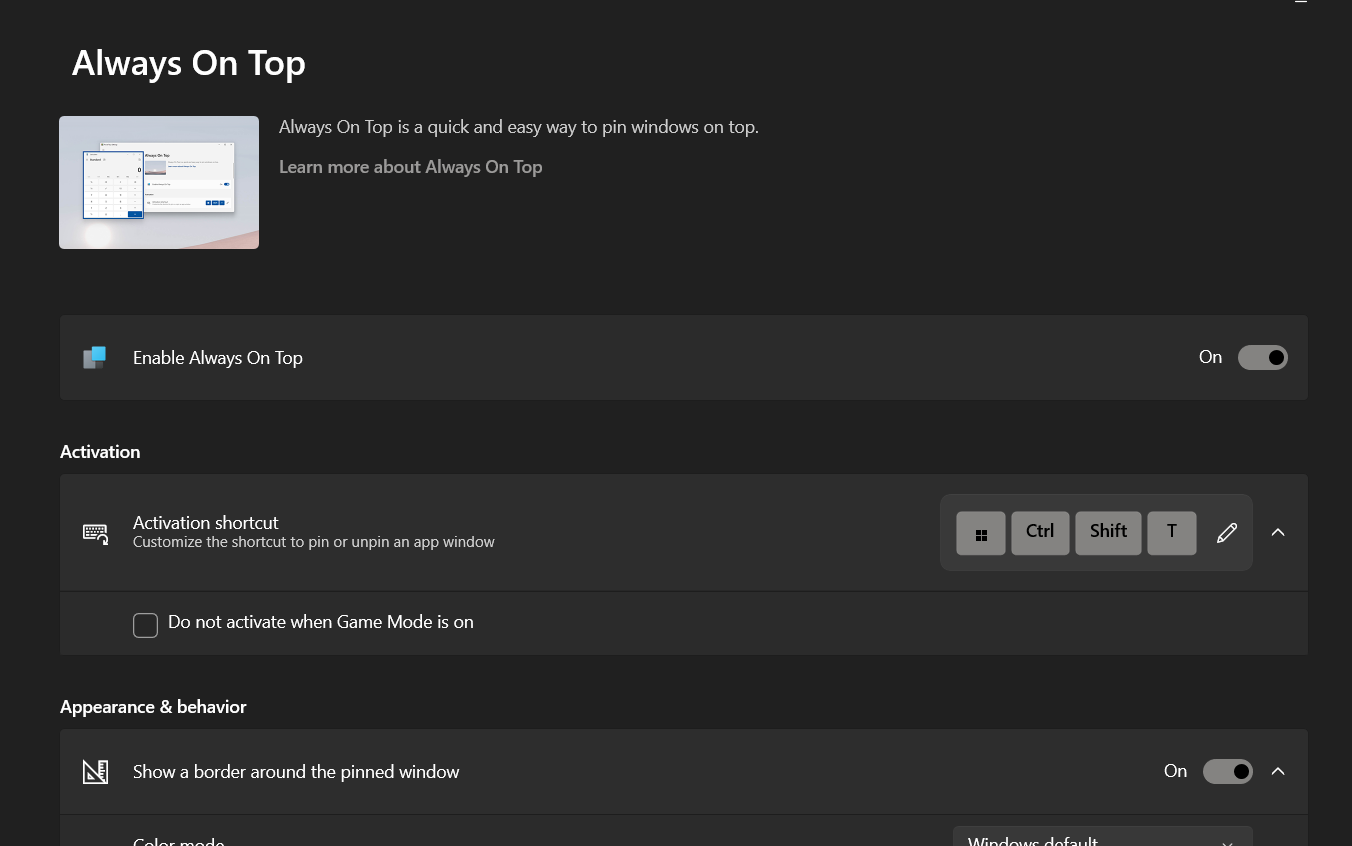 Always On Top
Always On Top is a quick and easy way to pin windows on top.
Learn more about Always On Top
Enable Always On Top
On
Activation
Activation shortcut
Customize the shortcut to pin or unpin an app window
Ctrl
Shift
T
Do not activate when Game Mode is on
Appearance & behavior
Show a border around the pinned window
On
Color mode
Windows default